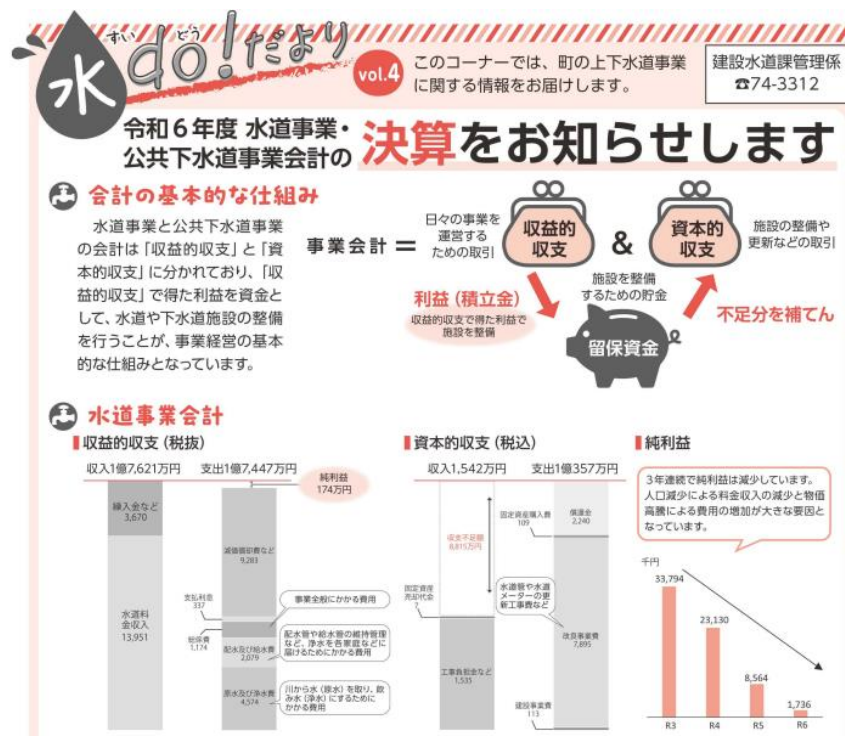 すい どう
水do!だより
vol.4
このコーナーでは、町の上下水道事業
に関する情報をお届けします。
建設水道課管理係
☎74-3312
令和6年度 水道事業・
公共下水道事業会計の
決算をお知らせします
会計の基本的な仕組み
水道事業と公共下水道事業
の会計は「収益的収支」と「資
本的収支」に分かれており、「収
益的収支」で得た利益を資金と
して、水道や下水道施設の整備
を行うことが、事業経営の基本
的な仕組みとなっています。
事業会計 =
日々の事業を
運営する
ための取引
収益的
収支
&
資本的
収支
施設の整備や
更新などの取引
利益(積立金)
収益的収支で得た利益で
施設を整備
施設を整備
するための貯金
留保資金
不足分を補てん
水道事業会計
収益的収支(税抜)
収入1億7,621万円
支出1億7,447万円
純利益
174万円
繰入金など
3,670
水道料
金収入
13,951
減価償却費など
9,283
支払利息
337
総係費
1,174
事業全般にかかる費用
配水及び給水費
2,079
配水管や給水管の維持管理
など、浄水を各家庭などに
届けるためにかかる費用
原水及び浄水費
4,574
川から水(原水)を取り、飲
み水(浄水)にするために
かかる費用
資本的収支(税込)
収入1,542万円
支出1億357万円
収支不足額
8,815万円
固定資産
売却代金
7
工事負担金など
1,535
固定資産購入費
109
償還金
2,240
水道管や水道
メーターの更
新工事費など
改良事業費
7,895
建設事業費
113
純利益
3年連続で純利益は減少しています。
人口減少による料金収入の減少と物価
高騰による費用の増加が大きな要因と
なっています。
千円
33,794
23,130
8,564
1,736
R3
R4
R5
R6